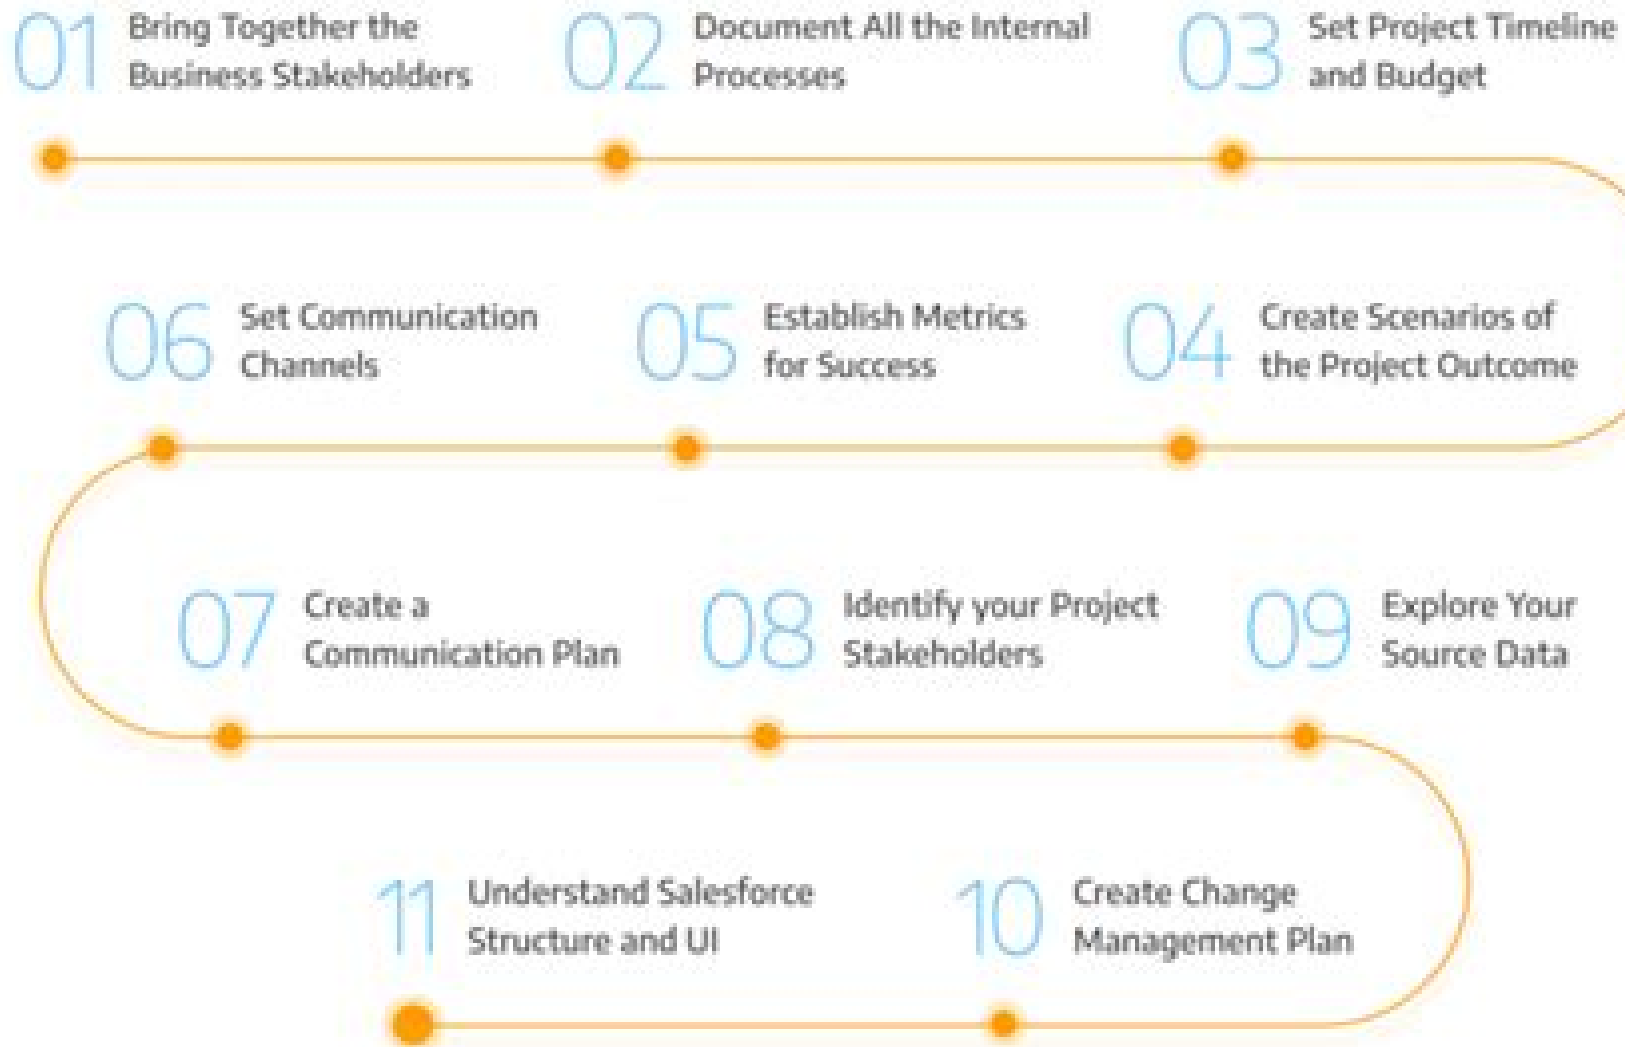 01 Bring Together the
Business Stakeholders
02 Document All the Internal
Processes
03 Set Project Timeline
and Budget
04 Create Scenarios of
the Project Outcome
05 Establish Metrics
for Success
06 Set Communication
Channels
07 Create a
Communication Plan
08 Identify your Project
Stakeholders
09 Explore Your
Source Data
10 Create Change
Management Plan
11 Understand Salesforce
Structure and UI